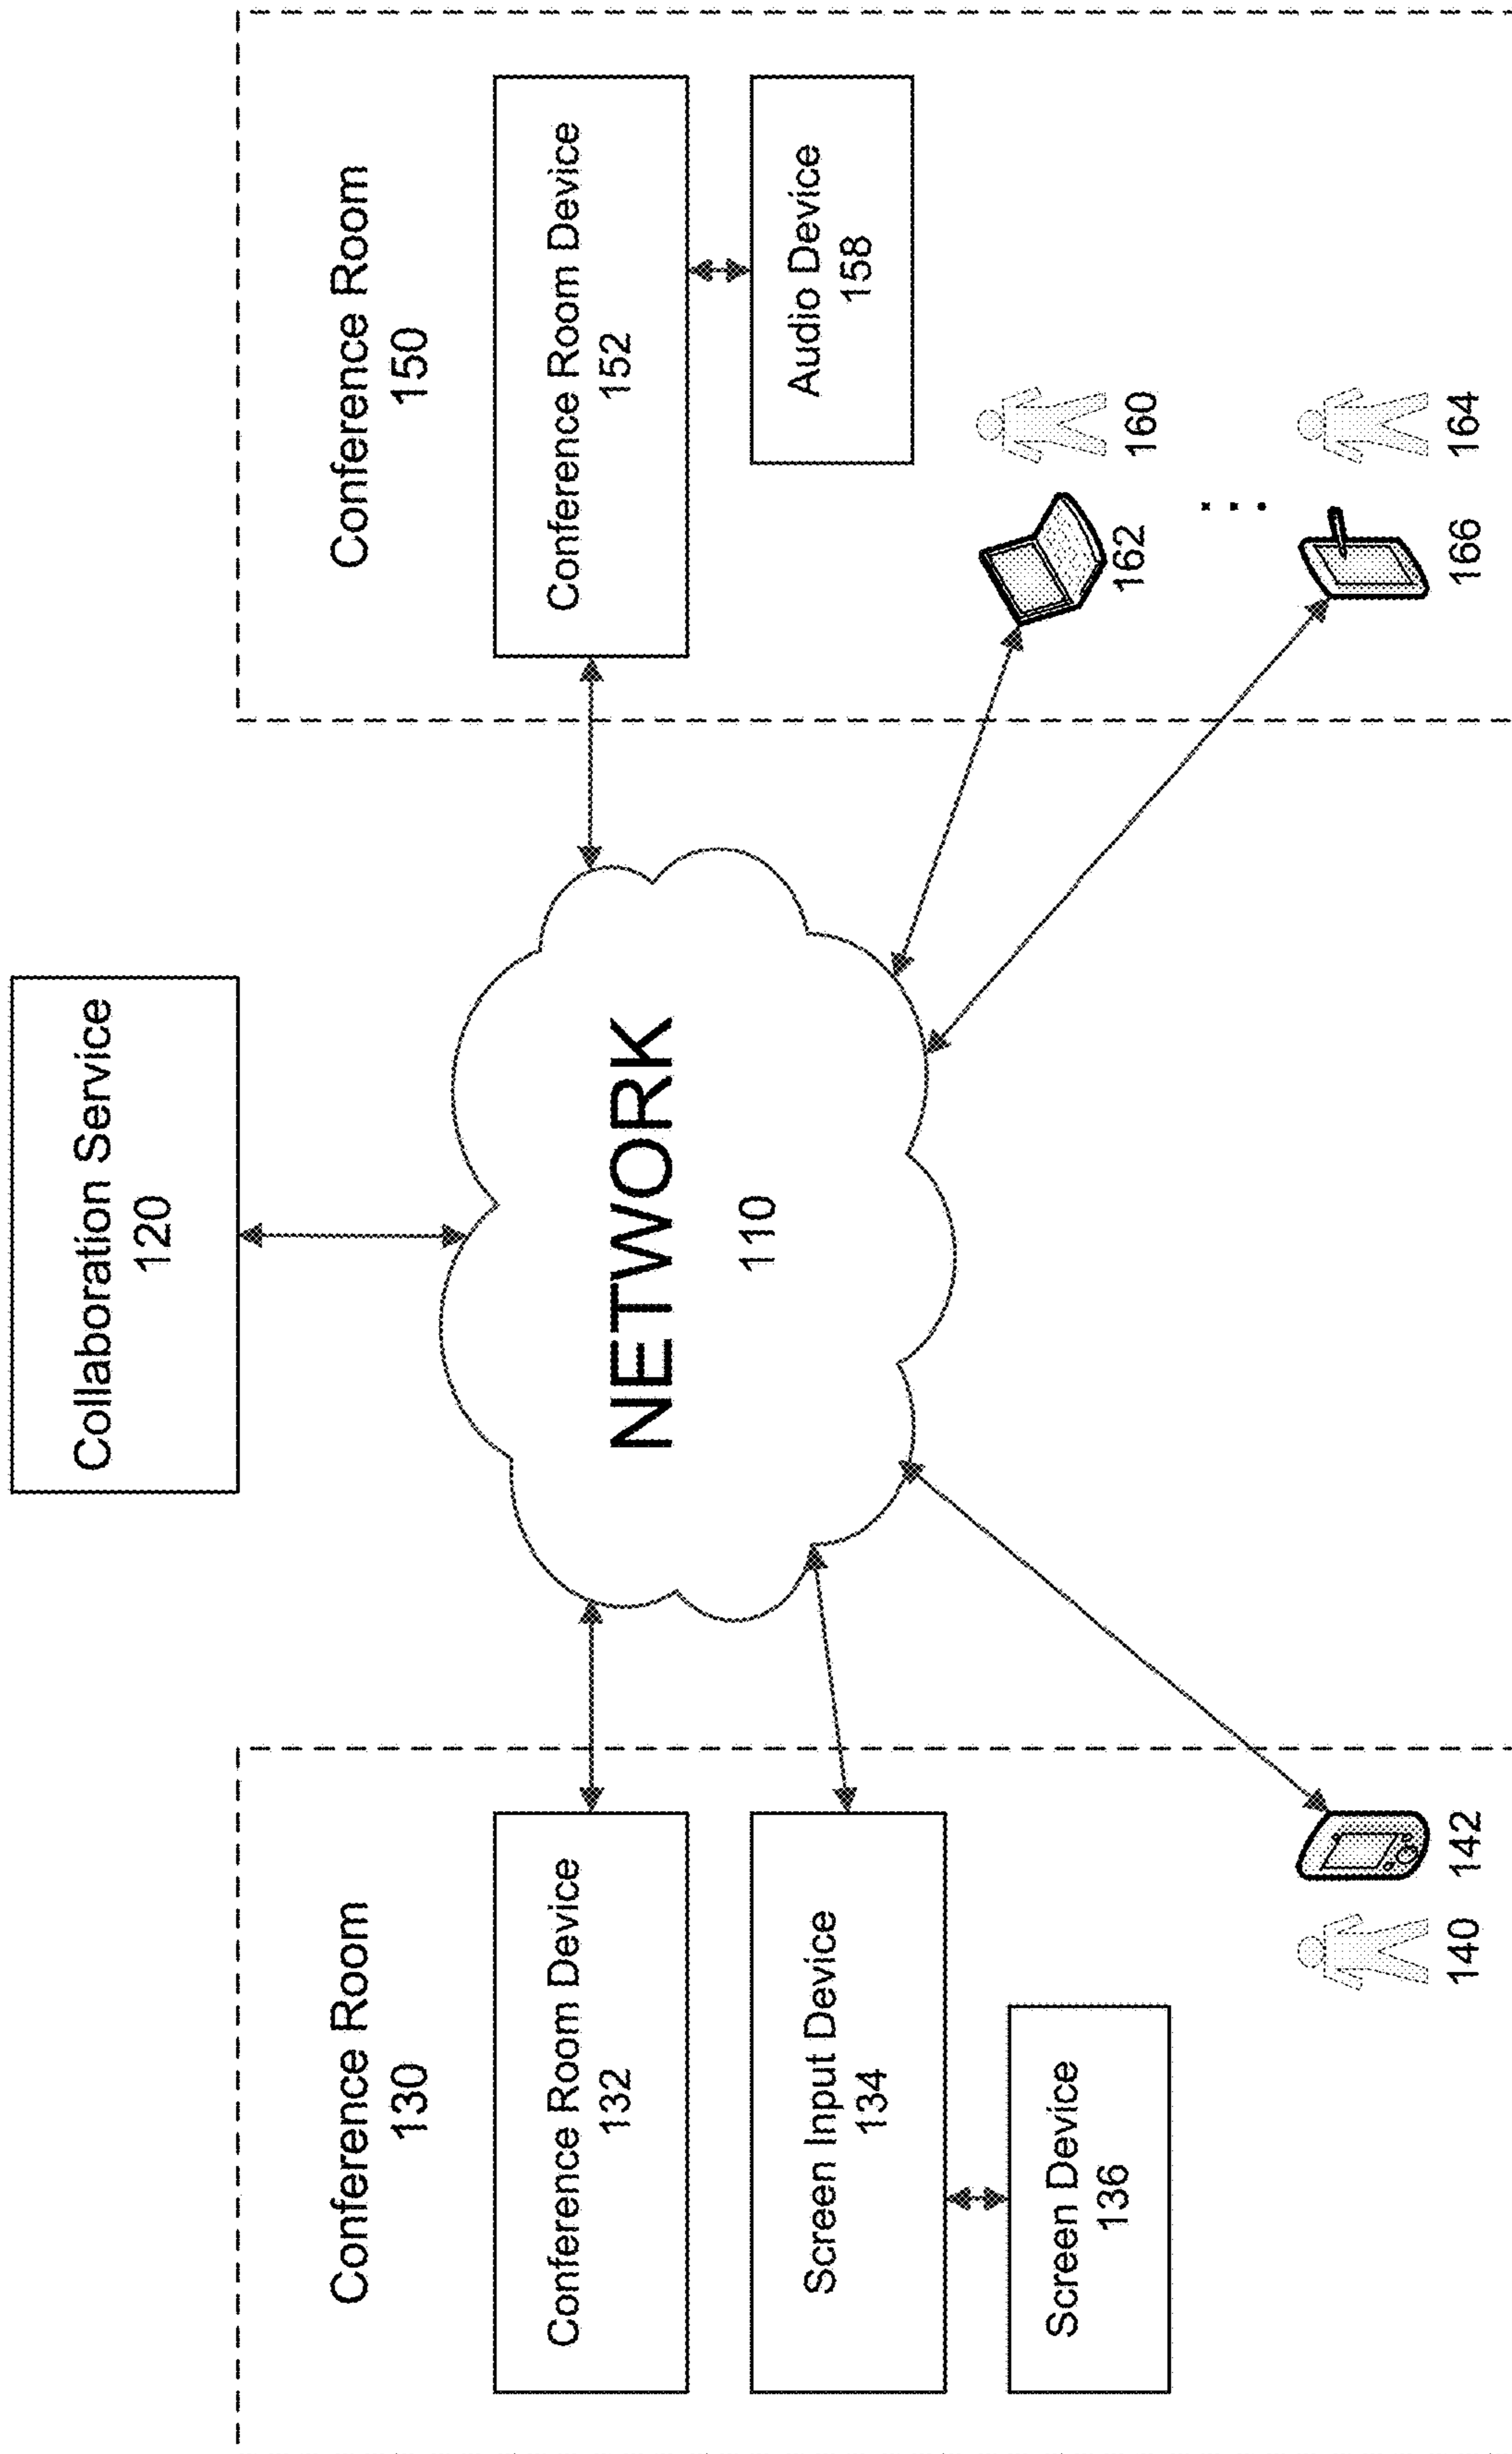 Collaboration Service
120
Conference Room
130
Conference Room Device
132
Screen Input Device
134
Screen Device
136
140
142
NETWORK
110
Conference Room
150
Conference Room Device
152
Audio Device
158
162
160
166
164